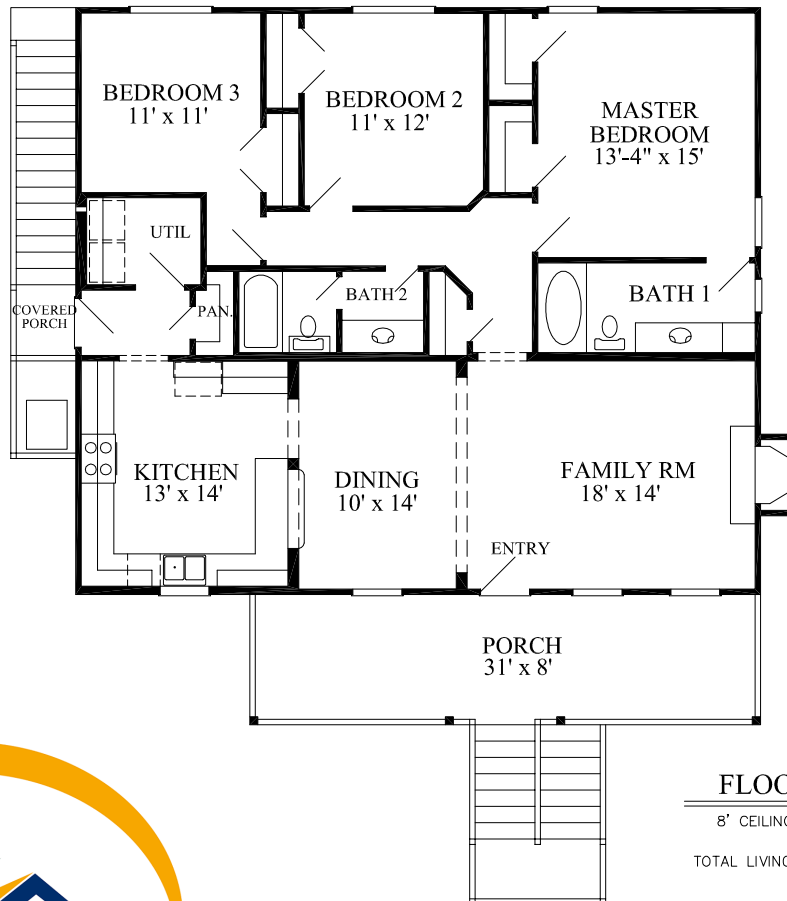 BEDROOM 3
11' x 11'
BEDROOM 2
11' x 12'
MASTER
BEDROOM
13'-4" x 15'
UTIL
COVERED
PORCH
PAN.
BATH 2
BATH 1
KITCHEN
13' x 14'
DINING
10' x 14'
FAMILY RM
18' x 14'
ENTRY
PORCH
31' x 8'
FLOO
8' CEILING
TOTAL LIVING